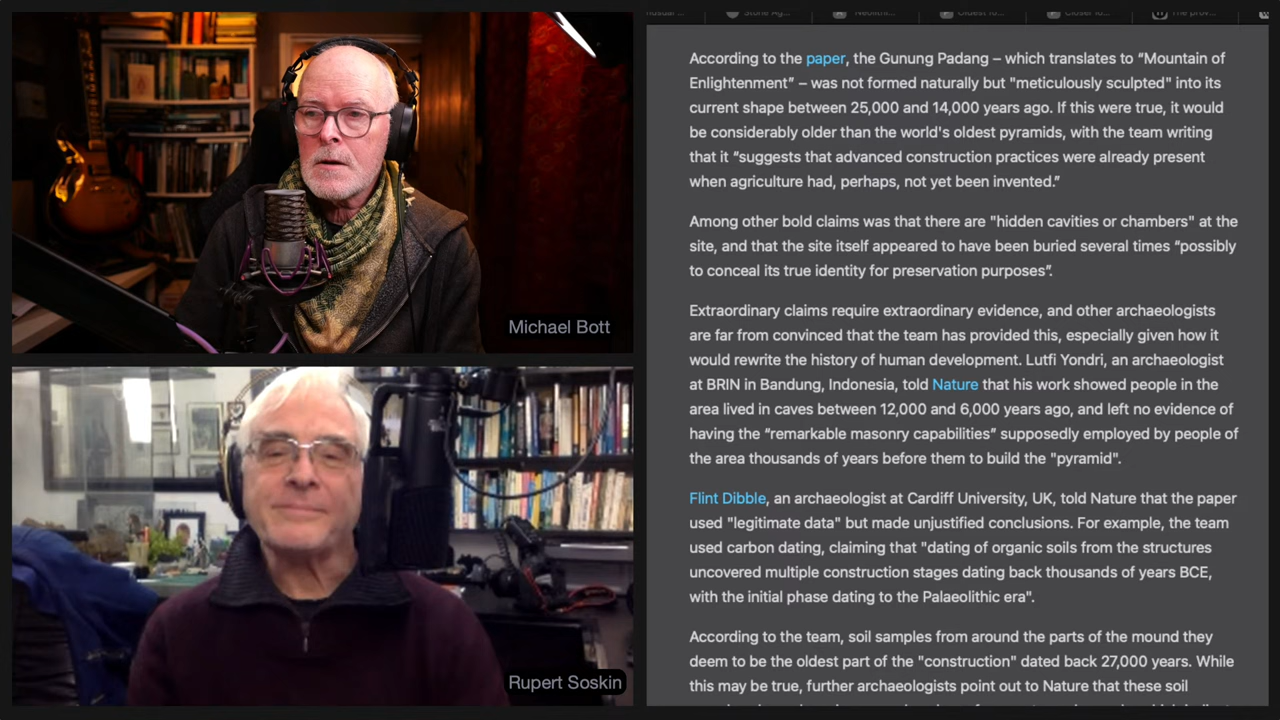 Stone Ag...
Oldest fo...
Closer lo...
The prov...
Michael Bott
Rupert Soskin
According to the paper, the Gunung Padang – which translates to “Mountain of
Enlightenment” – was not formed naturally but "meticulously sculpted" into its
current shape between 25,000 and 14,000 years ago. If this were true, it would
be considerably older than the world's oldest pyramids, with the team writing
that it “suggests that advanced construction practices were already present
when agriculture had, perhaps, not yet been invented.”
Among other bold claims was that there are "hidden cavities or chambers" at the
site, and that the site itself appeared to have been buried several times “possibly
to conceal its true identity for preservation purposes”.
Extraordinary claims require extraordinary evidence, and other archaeologists
are far from convinced that the team has provided this, especially given how it
would rewrite the history of human development. Lutfi Yondri, an archaeologist
at BRIN in Bandung, Indonesia, told Nature that his work showed people in the
area lived in caves between 12,000 and 6,000 years ago, and left no evidence of
having the “remarkable masonry capabilities” supposedly employed by people of
the area thousands of years before them to build the "pyramid".
Flint Dibble, an archaeologist at Cardiff University, UK, told Nature that the paper
used "legitimate data" but made unjustified conclusions. For example, the team
used carbon dating, claiming that "dating of organic soils from the structures
uncovered multiple construction stages dating back thousands of years BCE,
with the initial phase dating to the Palaeolithic era".
According to the team, soil samples from around the parts of the mound they
deem to be the oldest part of the "construction" dated back 27,000 years. While
this may be true, further archaeologists point out to Nature that these soil